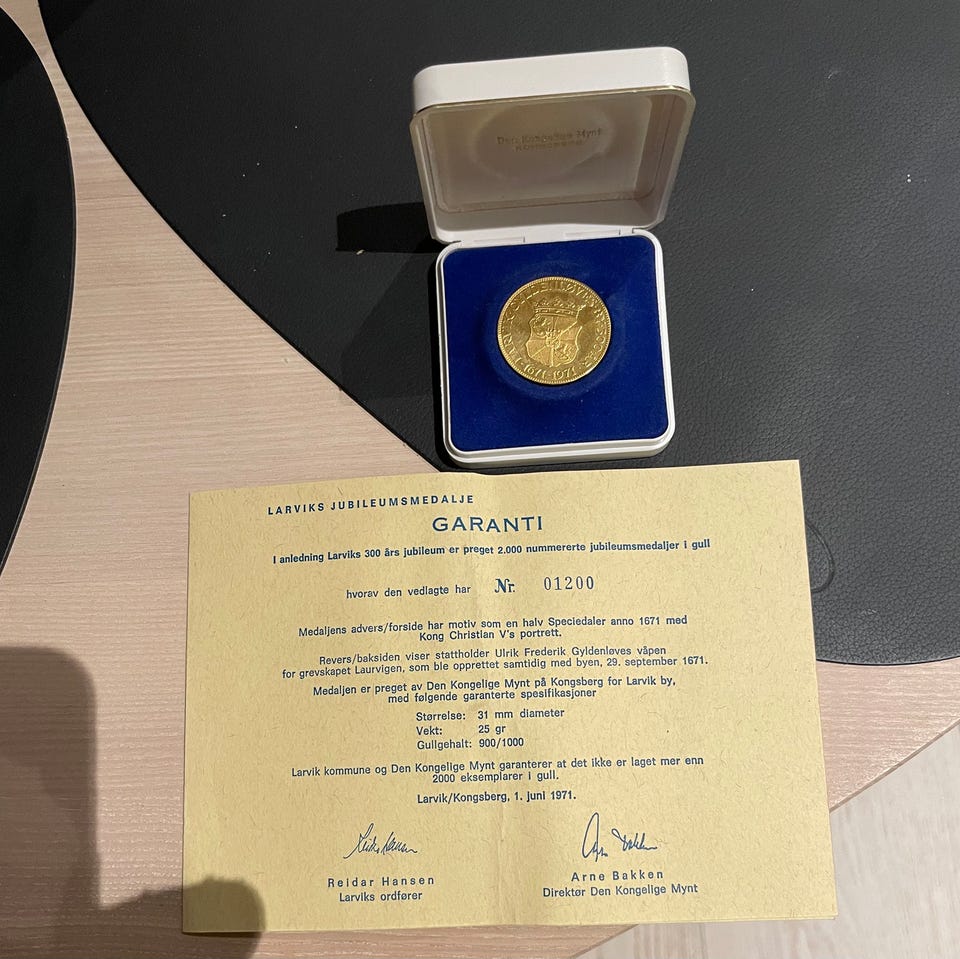 Den Kongelige Mynt
KONGSBERG
1671-1971
LARVIKS JUBILEUMSMEDALJE
GARANTI
I anledning Larviks 300 års jubileum er preget 2.000 nummererte jubileumsmedaljer i gull
hvorav den vedlagte har Nr. 01200
Medaljens advers/forside har motiv som en halv Speciedaler anno 1671 med
Kong Christian V's portrett.
Revers/baksiden viser stattholder Ulrik Frederik Gyldenløves våpen
for grevskapet Laurvigen, som ble opprettet samtidig med byen, 29. september 1671.
Medaljen er preget av Den Kongelige Mynt på Kongsberg for Larvik by,
med følgende garanterte spesifikasjoner
Størrelse: 31 mm diameter
Vekt: 25 gr
Gullgehalt: 900/1000
Larvik kommune og Den Kongelige Mynt garanterer at det ikke er laget mer enn
2000 eksemplarer i gull.
Larvik/Kongsberg, 1. juni 1971.
Reidar Hansen
Larviks ordfører
Arne Bakken
Direktør Den Kongelige Mynt